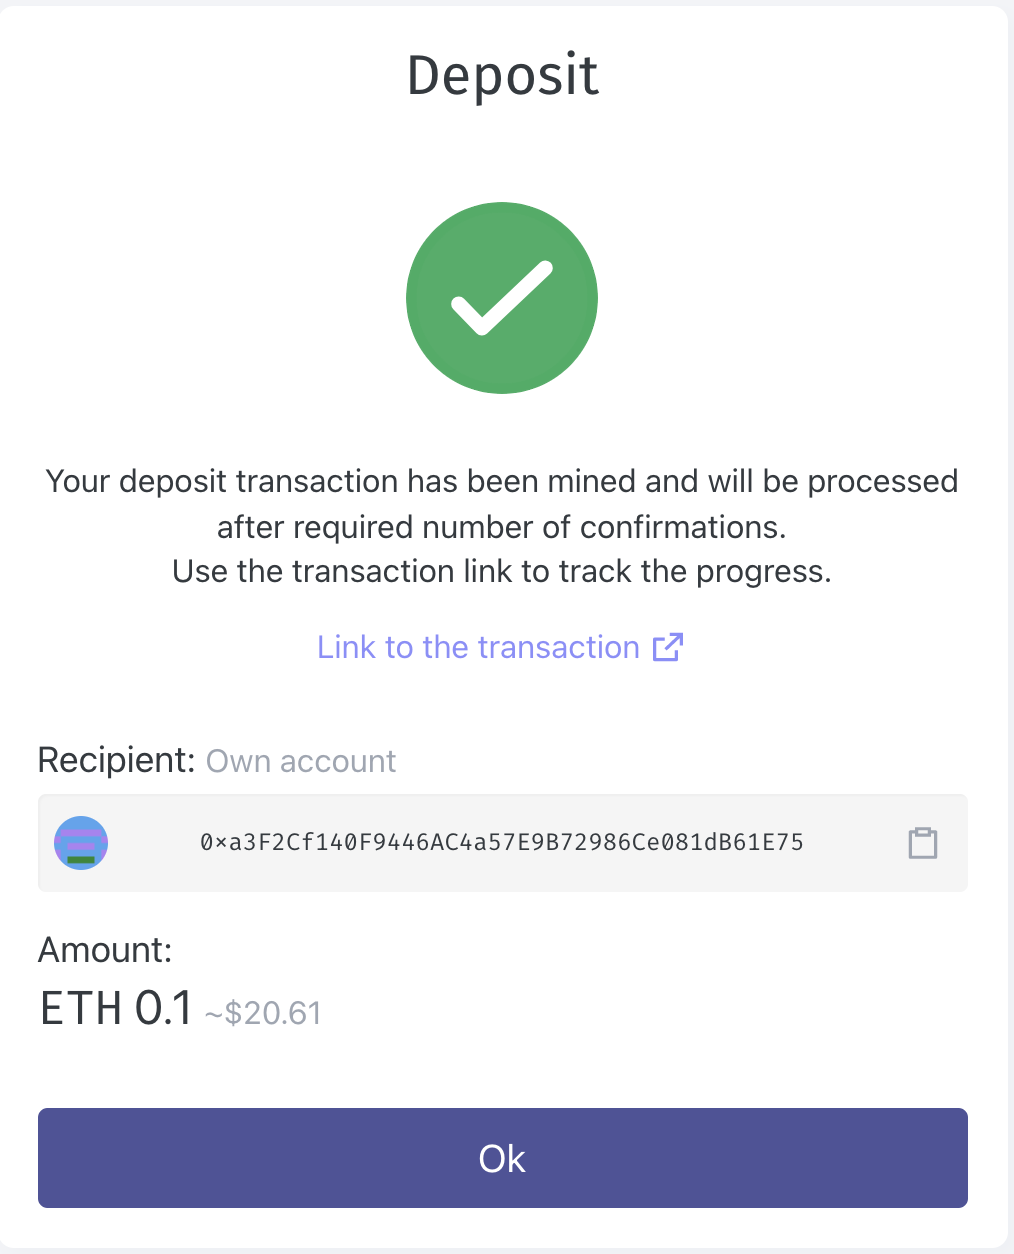 Deposit
Your deposit transaction has been mined and will be processed
after required number of confirmations.
Use the transaction link to track the progress.
Link to the transaction
Recipient: Own account
0xa3F2Cf140F9446AC4a57E9B72986Ce081dB61E75
Amount:
ETH 0.1 ~$20.61
Ok